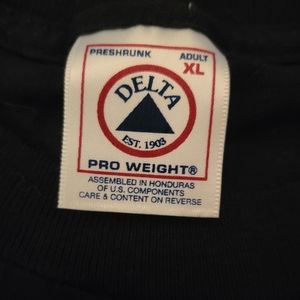 PRESHRUNK
ADULT
XL
DELTA
EST. 1903
PRO WEIGHT®
ASSEMBLED IN HONDURAS
OF U.S. COMPONENTS
CARE & CONTENT ON REVERSE